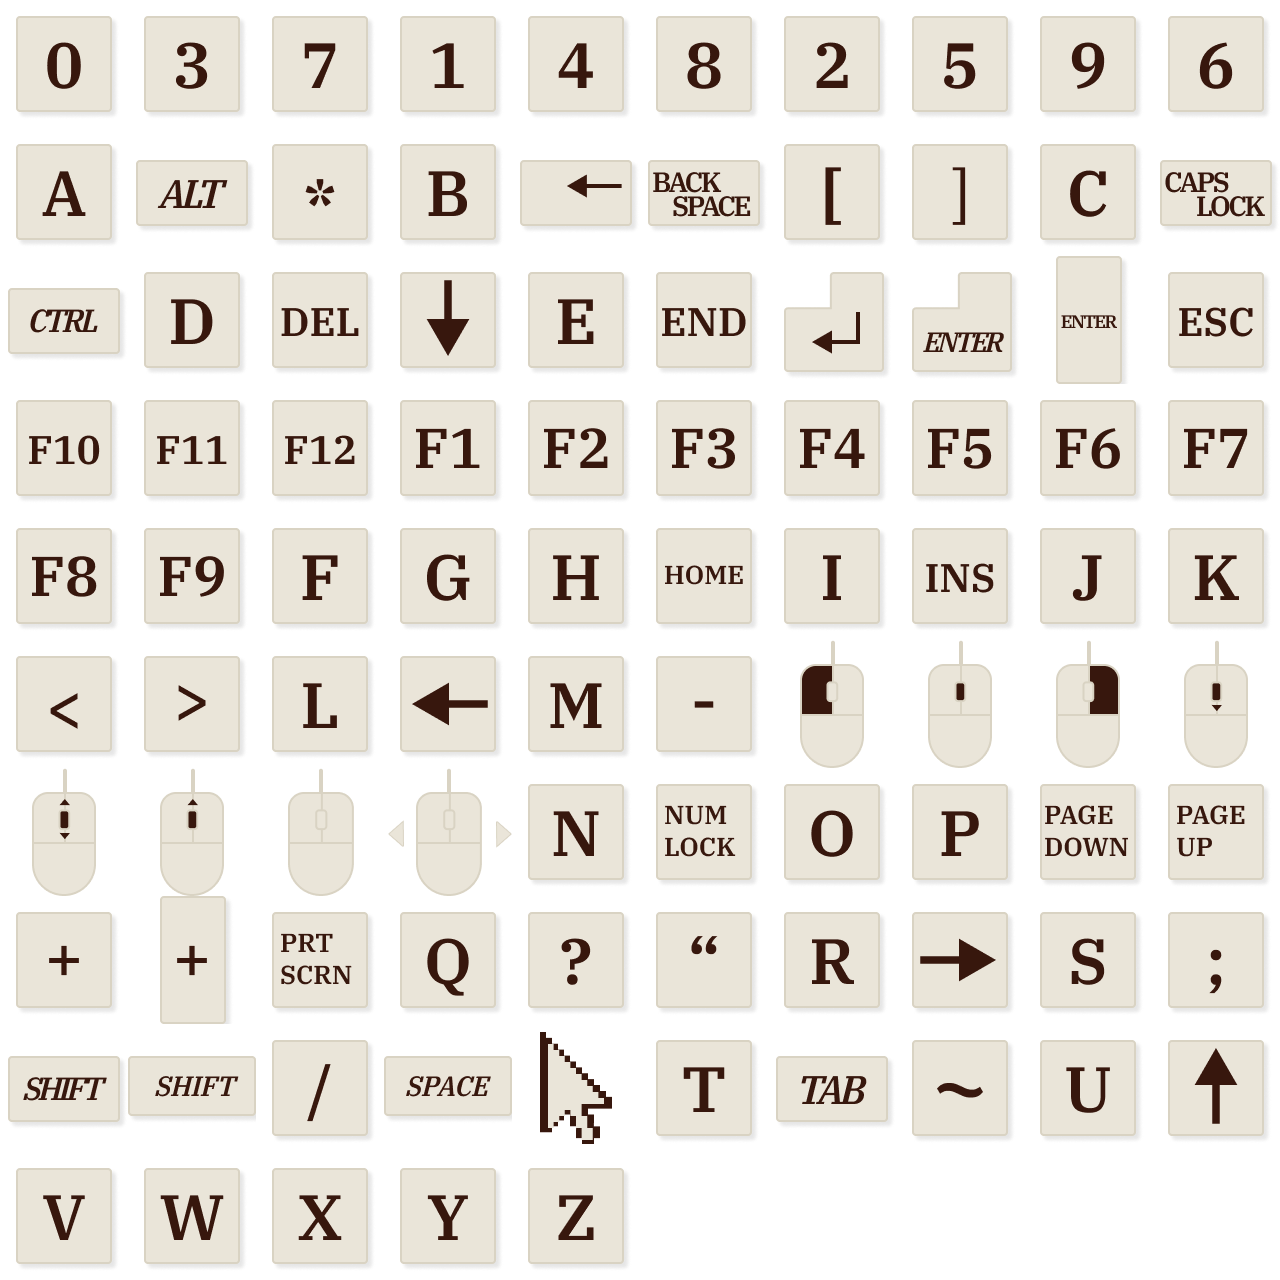 0 3 7 1 4 8 2 5 9 6
A ALT * B BACK SPACE [ ] C CAPS LOCK
CTRL D DEL E END ENTER ENTER ESC
F10 F11 F12 F1 F2 F3 F4 F5 F6 F7
F8 F9 F G H HOME I INS J K
< > L M -
N NUM LOCK O P PAGE DOWN PAGE UP
+ + PRT SCRN Q ? “ R S ;
SHIFT SHIFT / SPACE T TAB ~ U
V W X Y Z